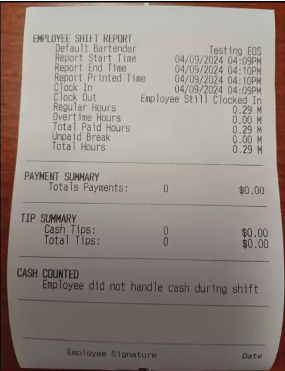 EMPLOYEE SHIFT REPORT
Default Bartender Testing EOS
Report Start Time 04/09/2024 04:09PM
Report End Time 04/09/2024 04:10PM
Report Printed Time 04/09/2024 04:10PM
Clock In 04/09/2024 04:09PM
Clock Out Employee Still Clocked In
Regular Hours 0.29 M
Overtime Hours 0.00 M
Total Paid Hours 0.29 M
Unpaid Break 0.00 M
Total Hours 0.29 M
PAYMENT SUMMARY
Totals Payments: 0 $0.00
TIP SUMMARY
Cash Tips: 0 $0.00
Total Tips: 0 $0.00
CASH COUNTED
Employee did not handle cash during shift
Employee Signature Date